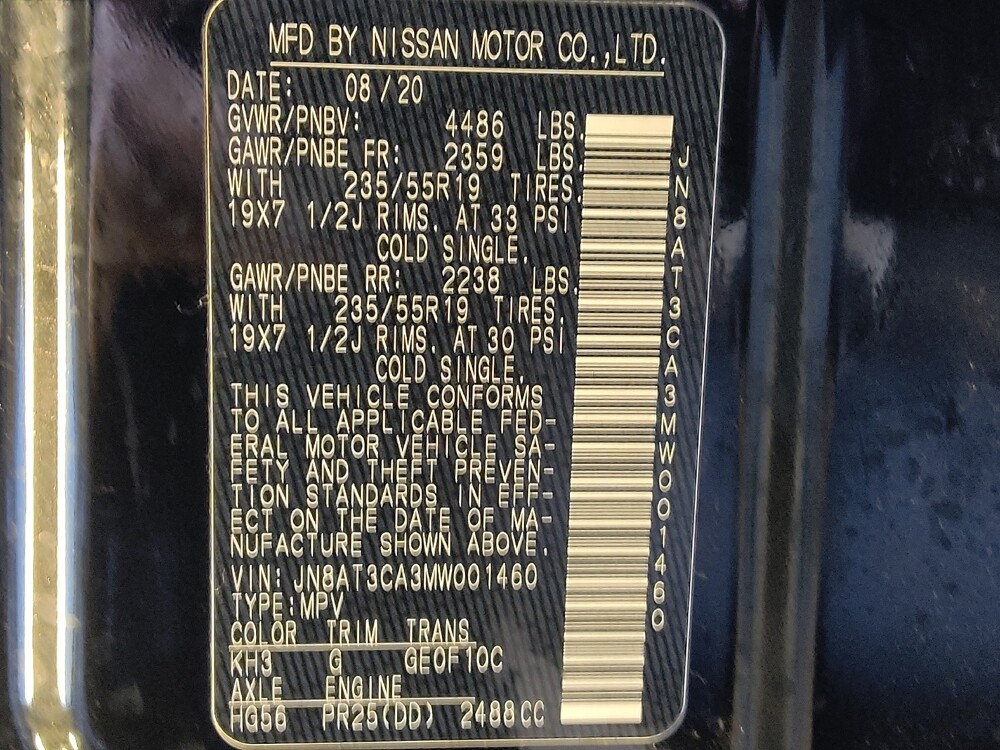 MFD BY NISSAN MOTOR CO.,LTD.
DATE: 08/20
GVWR/PNBV: 4486 LBS.
GAWR/PNBE FR: 2359 LBS.
WITH 235/55R19 TIRES.
19X7 1/2J RIMS. AT 33 PSI
COLD SINGLE.
GAWR/PNBE RR: 2238 LBS.
WITH 235/55R19 TIRES.
19X7 1/2J RIMS. AT 30 PSI
COLD SINGLE.
THIS VEHICLE CONFORMS
TO ALL APPLICABLE FED-
ERAL MOTOR VEHICLE SA-
FETY AND THEFT PREVEN-
TION STANDARDS IN EFF-
ECT ON THE DATE OF MA-
NUFACTURE SHOWN ABOVE.
VIN: JN8AT3CA3MW001460
TYPE:MPV
COLOR TRIM TRANS
KH3 G GE0F10C
AXLE ENGINE
HG56 PR25(DD) 2488CC
JN8AT3CA3MW001460